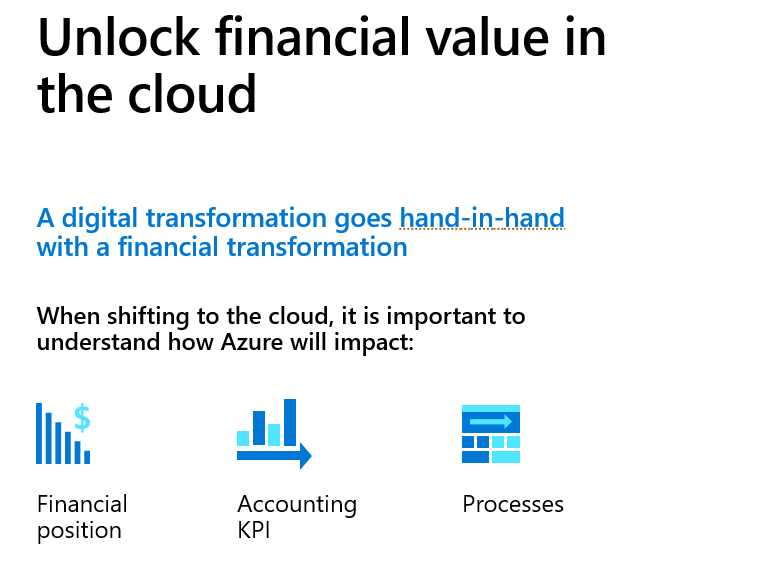 Unlock financial value in
the cloud
A digital transformation goes hand-in-hand
with a financial transformation
When shifting to the cloud, it is important to
understand how Azure will impact:
$
Financial
position
Accounting
KPI
Processes